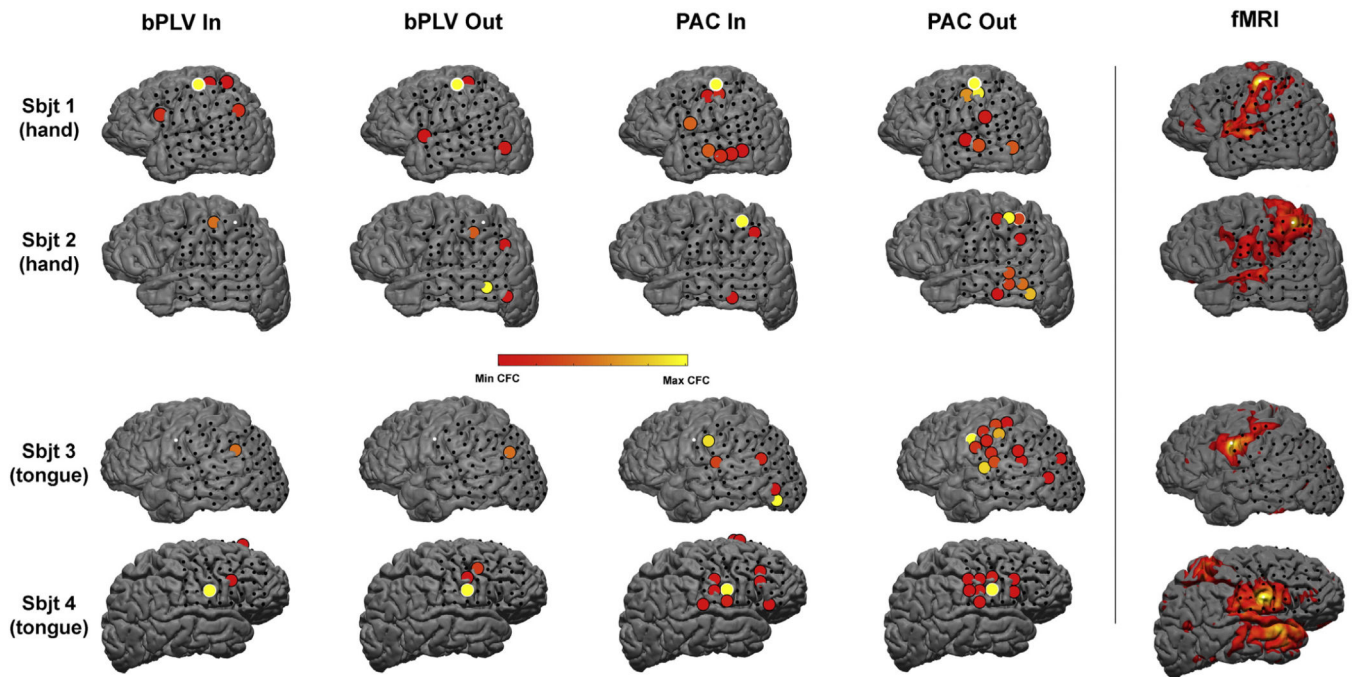 bPLV In
bPLV Out
PAC In
PAC Out
fMRI
Sbjt 1
(hand)
Sbjt 2
(hand)
Min CFC
Max CFC
Sbjt 3
(tongue)
Sbjt 4
(tongue)